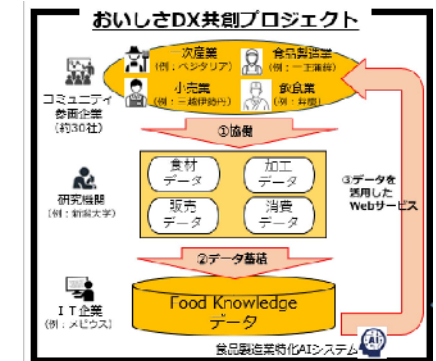 おいしさDX共創プロジェクト
一次産業
(例：ベジタリア)
食品製造業
(例：一正蒲鉾)
小売業
(例：三越伊勢丹)
飲食業
コミュニティ
参画企業
(約30社)
①協働
食材
データ
加工
データ
販売
データ
消費
データ
研究機関
(例：新潟大学)
③データを
活用した
Webサービス
②データ蓄積
Food Knowledge
データ
IT企業
(例：メビウス)
食品製造業特化AIシステム
AI